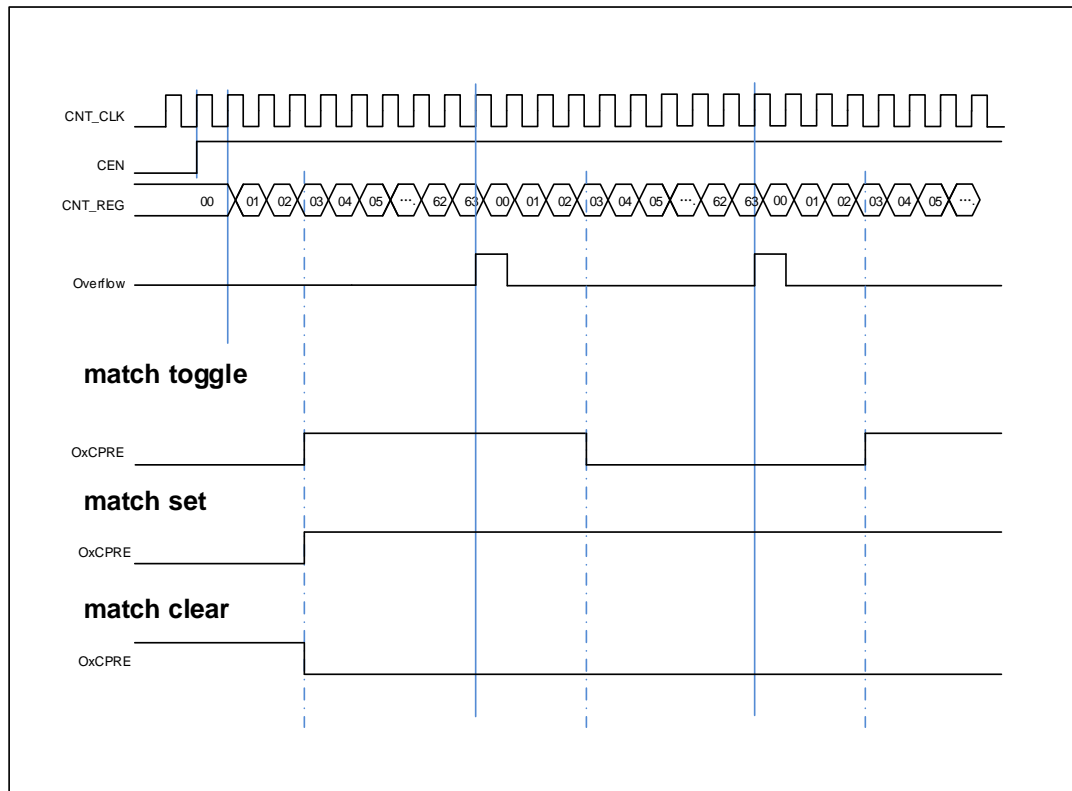 CNT_CLK
CEN
CNT_REG 00 01 02 03 04 05 ... 62 63 00 01 02 03 04 05 ... 62 63 00 01 02 03 04 05 ...
Overflow
match toggle
OxCPRE
match set
OxCPRE
match clear
OxCPRE